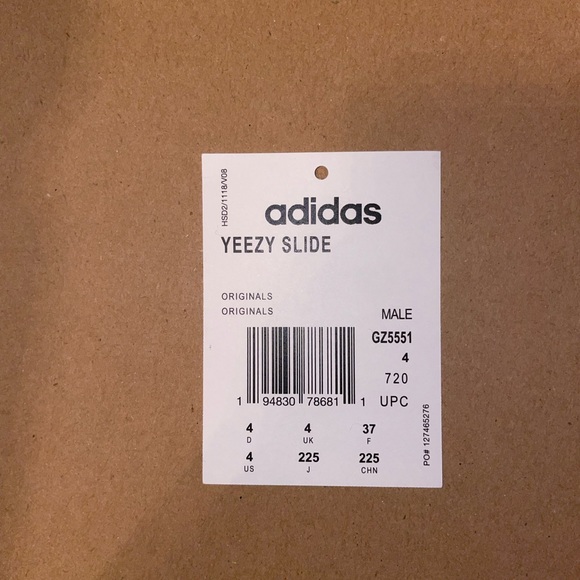 HSD2/1118/V08
adidas
YEEZY SLIDE
ORIGINALS
ORIGINALS
MALE
GZ5551
4
720
1 94830 78681 1 UPC
4 4 37
D UK F
4 225 225
US J CHN
PO# 127465276